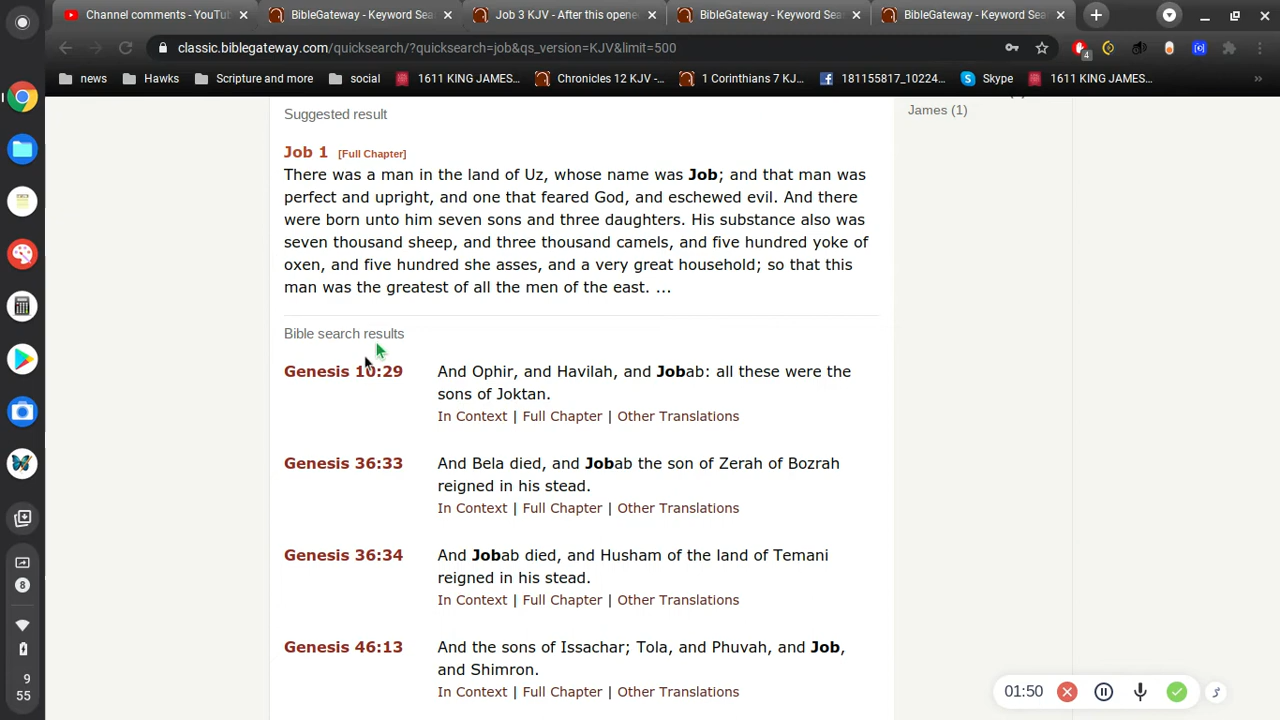 Channel comments - YouTu
BibleGateway - Keyword Sea
Job 3 KJV - After this opene
BibleGateway - Keyword Sea
BibleGateway - Keyword Sea
classic.biblegateway.com/quicksearch/?quicksearch=job&qs_version=KJV&limit=500
4
news
Hawks
Scripture and more
social
1611 KING JAMES...
Chronicles 12 KJV -...
1 Corinthians 7 KJ...
181155817_10224...
Skype
1611 KING JAMES...
»
Suggested result
James (1)
Job 1 [Full Chapter]
There was a man in the land of Uz, whose name was Job; and that man was
perfect and upright, and one that feared God, and eschewed evil. And there
were born unto him seven sons and three daughters. His substance also was
seven thousand sheep, and three thousand camels, and five hundred yoke of
oxen, and five hundred she asses, and a very great household; so that this
man was the greatest of all the men of the east. ...
Bible search results
Genesis 10:29
And Ophir, and Havilah, and Jobab: all these were the
sons of Joktan.
In Context | Full Chapter | Other Translations
Genesis 36:33
And Bela died, and Jobab the son of Zerah of Bozrah
reigned in his stead.
In Context | Full Chapter | Other Translations
Genesis 36:34
And Jobab died, and Husham of the land of Temani
reigned in his stead.
In Context | Full Chapter | Other Translations
Genesis 46:13
And the sons of Issachar; Tola, and Phuvah, and Job,
and Shimron.
In Context | Full Chapter | Other Translations
8
9
55
01:50